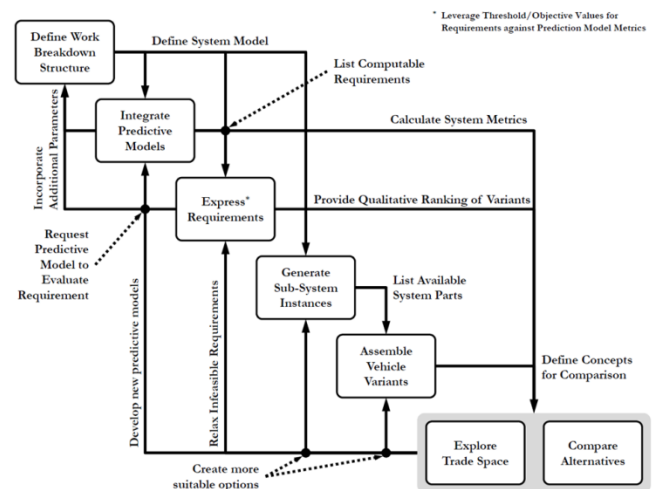 * Leverage Threshold/Objective Values for
Requirements against Prediction Model Metrics
Define Work
Breakdown
Structure
Define System Model
List Computable
Requirements
Integrate
Predictive
Models
Calculate System Metrics
Incorporate
Additional Parameters
Express*
Requirements
Provide Qualitative Ranking of Variants
Request
Predictive
Model to
Evaluate
Requirement
Generate
Sub-System
Instances
List Available
System Parts
Develop new predictive models
Relax Infeasible Requirements
Assemble
Vehicle
Variants
Define Concepts
for Comparison
Create more
suitable options
Explore
Trade Space
Compare
Alternatives